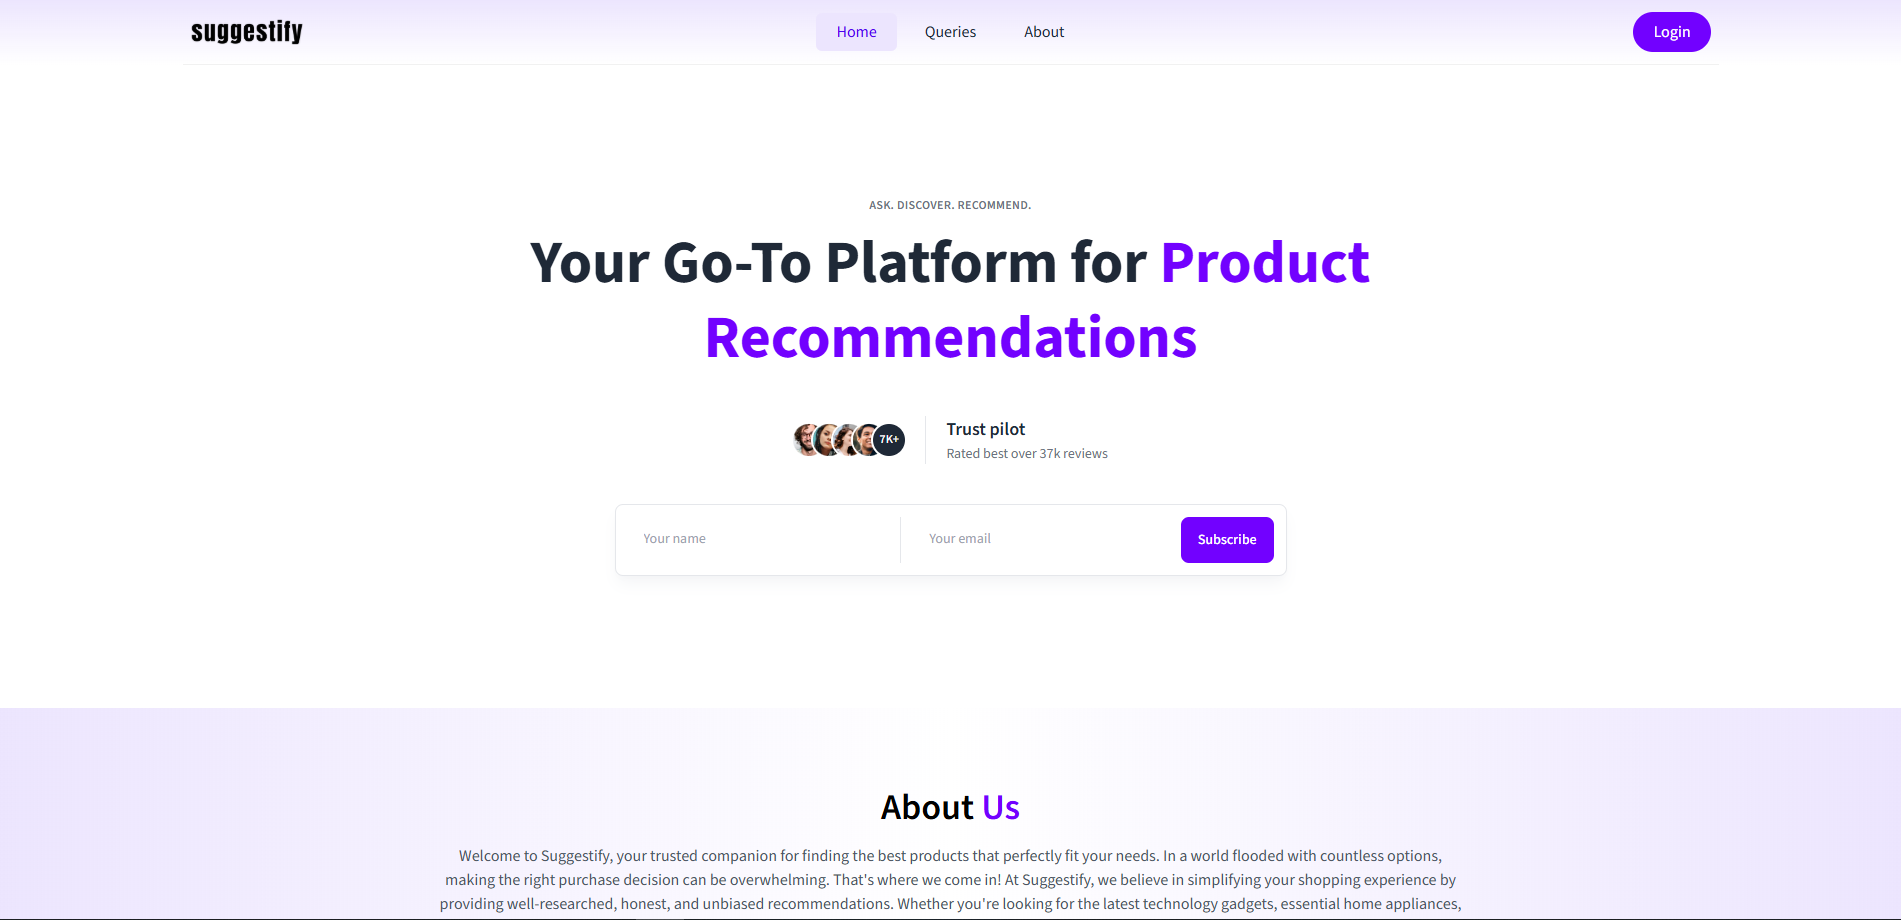 suggestify
Home
Queries
About
Login
ASK. DISCOVER. RECOMMEND.
Your Go-To Platform for Product
Recommendations
7K+
Trust pilot
Rated best over 37k reviews
Your name
Your email
Subscribe
About Us
Welcome to Suggestify, your trusted companion for finding the best products that perfectly fit your needs. In a world flooded with countless options,
making the right purchase decision can be overwhelming. That's where we come in! At Suggestify, we believe in simplifying your shopping experience by
providing well-researched, honest, and unbiased recommendations. Whether you're looking for the latest technology gadgets, essential home appliances,